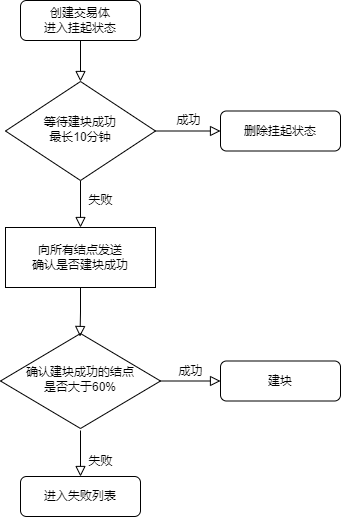 创建交易体
进入挂起状态
等待建块成功
最长10分钟
成功
删除挂起状态
失败
向所有结点发送
确认是否建块成功
确认建块成功的结点
是否大于60%
成功
建块
失败
进入失败列表